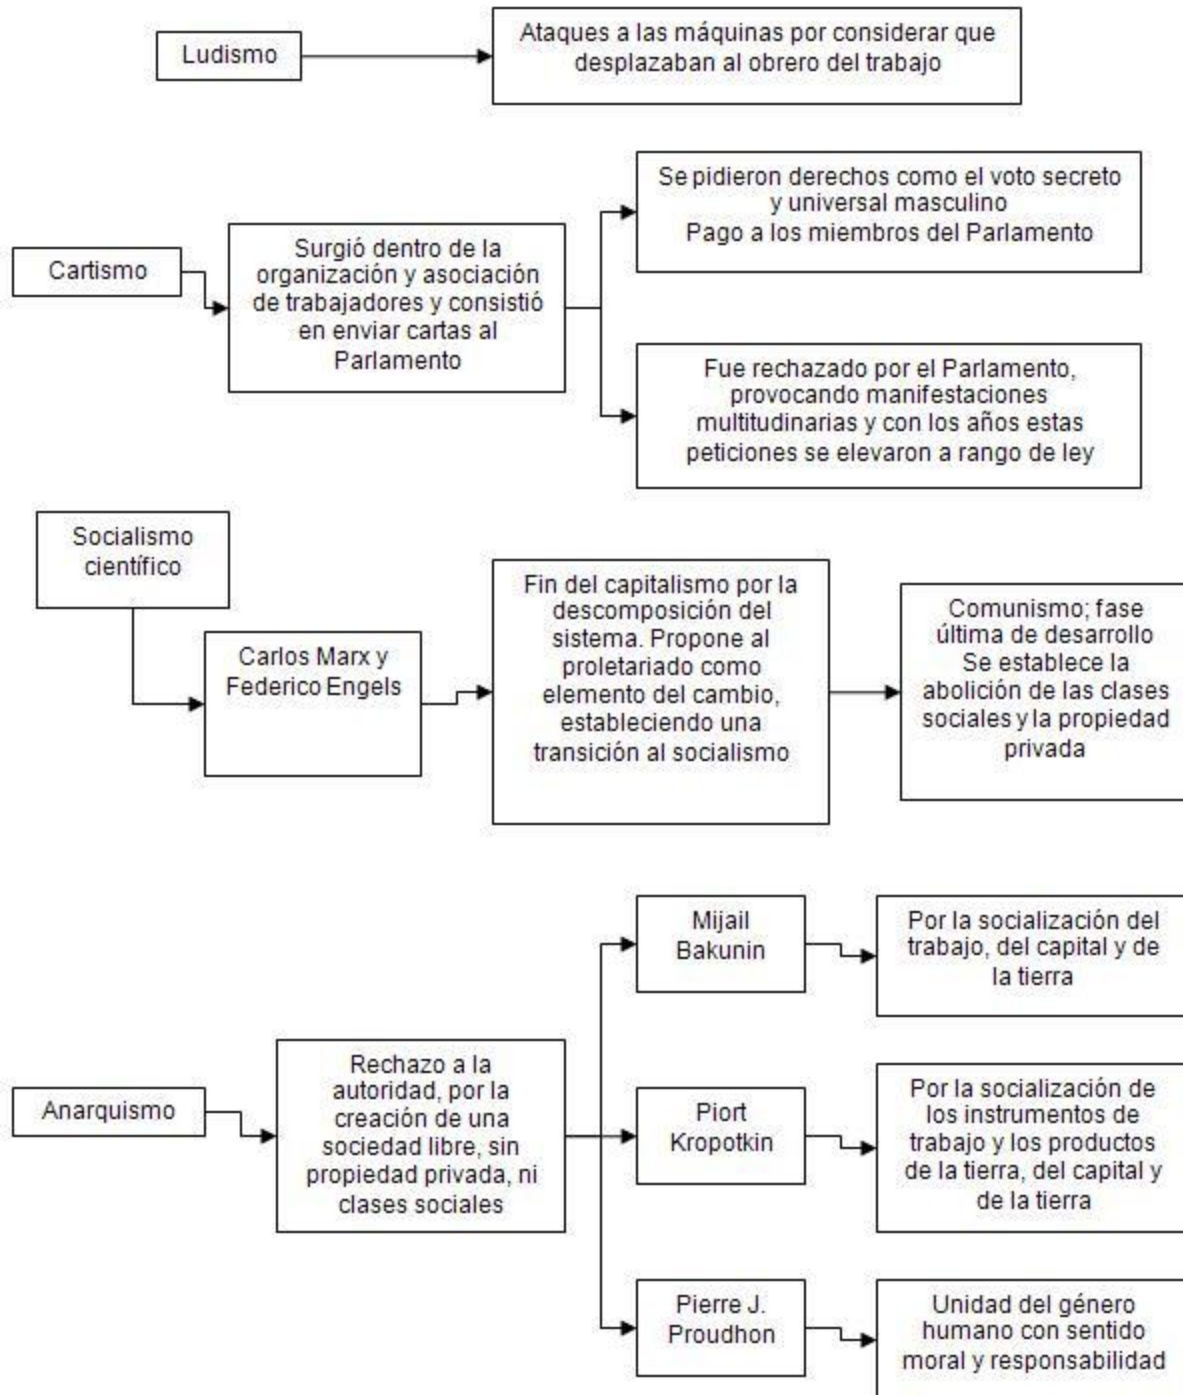 Ludismo
Ataques a las máquinas por considerar que
desplazaban al obrero del trabajo
Cartismo
Surgió dentro de la
organización y asociación
de trabajadores y consistió
en enviar cartas al
Parlamento
Se pidieron derechos como el voto secreto
y universal masculino
Pago a los miembros del Parlamento
Fue rechazado por el Parlamento,
provocando manifestaciones
multitudinarias y con los años estas
peticiones se elevaron a rango de ley
Socialismo
científico
Carlos Marx y
Federico Engels
Fin del capitalismo por la
descomposición del
sistema. Propone al
proletariado como
elemento del cambio,
estableciendo una
transición al socialismo
Comunismo; fase
última de desarrollo
Se establece la
abolición de las clases
sociales y la propiedad
privada
Anarquismo
Rechazo a la
autoridad, por la
creación de una
sociedad libre, sin
propiedad privada, ni
clases sociales
Mijail
Bakunin
Por la socialización del
trabajo, del capital y de
la tierra
Piort
Kropotkin
Por la socialización de
los instrumentos de
trabajo y los productos
de la tierra, del capital y
de la tierra
Pierre J.
Proudhon
Unidad del género
humano con sentido
moral y responsabilidad